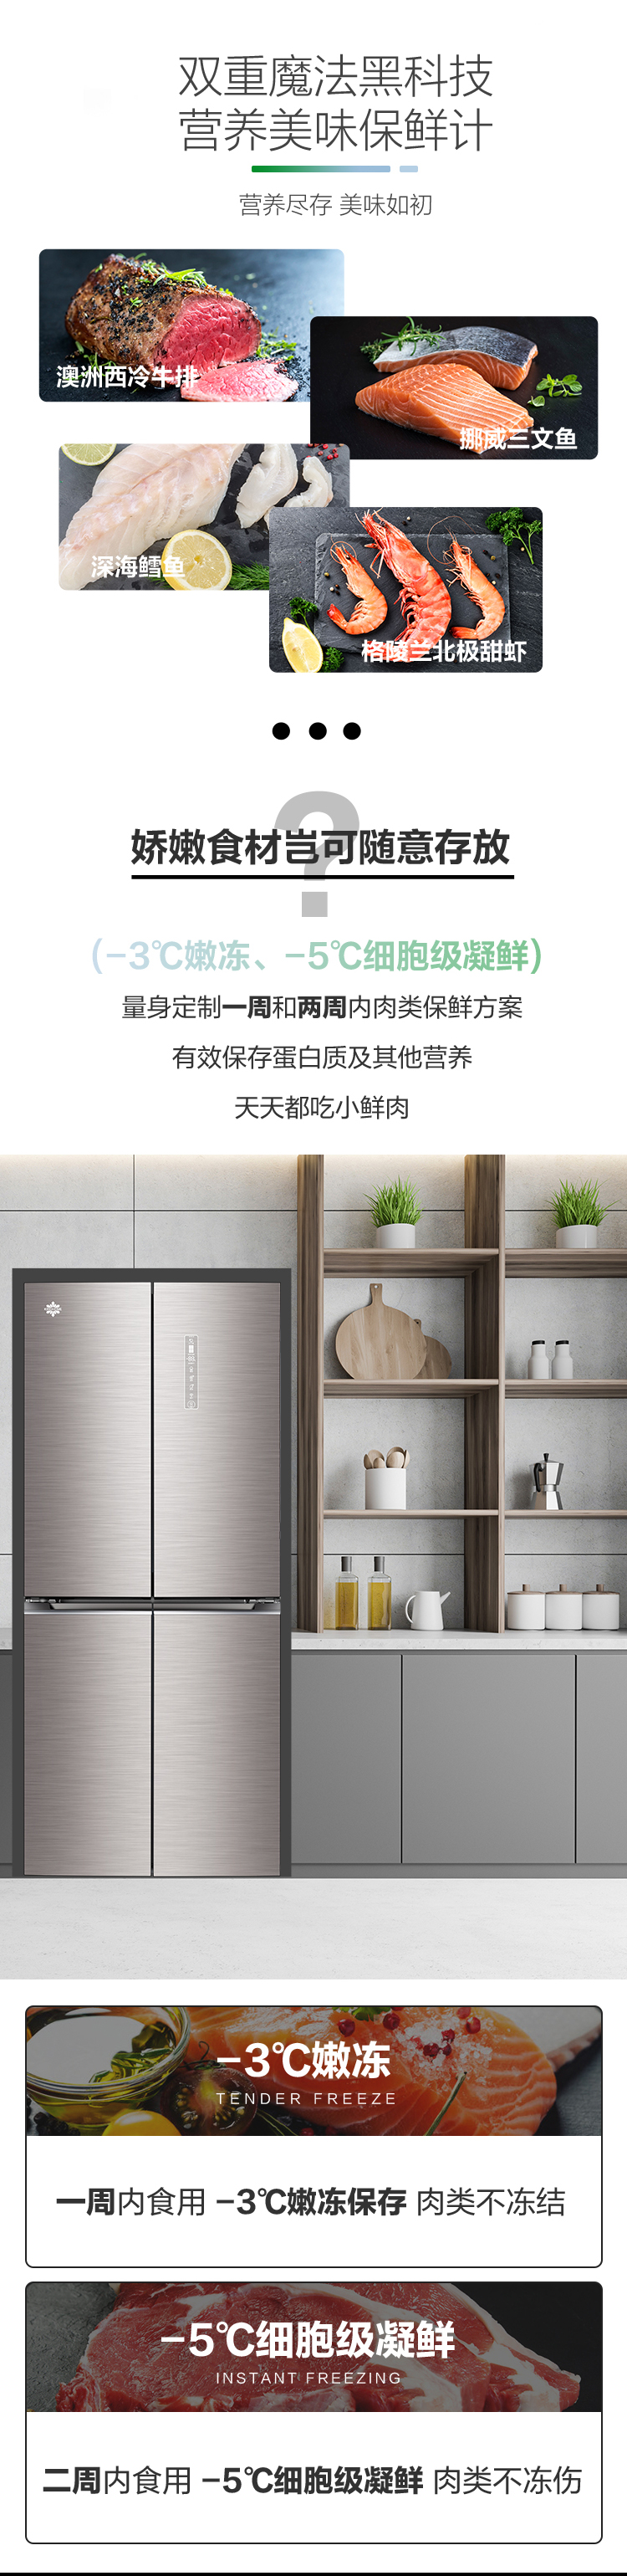 双重魔法黑科技
营养美味保鲜计
营养尽存 美味如初
澳洲西冷牛排
挪威三文鱼
深海鳕鱼
格陵兰北极甜虾
?
娇嫩食材岂可随意存放
(-3℃嫩冻、-5℃细胞级凝鲜)
量身定制一周和两周内肉类保鲜方案
有效保存蛋白质及其他营养
天天都吃小鲜肉
-3℃嫩冻
TENDER FREEZE
一周内食用 -3℃嫩冻保存 肉类不冻结
-5℃细胞级凝鲜
INSTANT FREEZING
二周内食用 -5℃细胞级凝鲜 肉类不冻伤